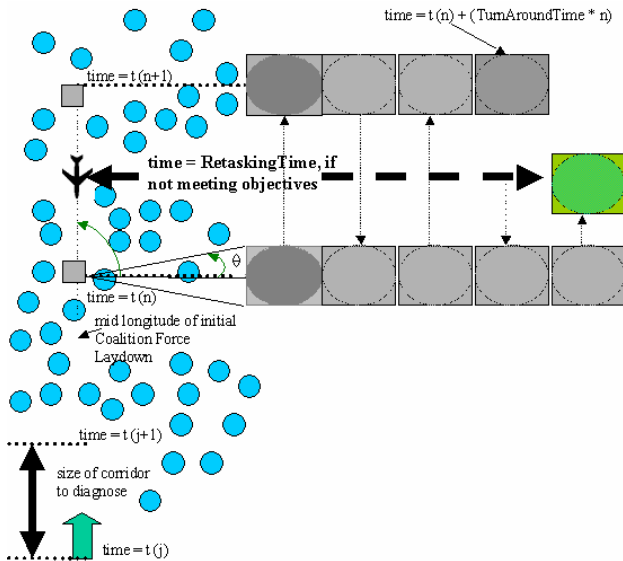 time = t(n) + (TurnAroundTime * n)
time = t(n+1)
time = RetaskingTime, if
not meeting objectives
θ
time = t(n)
mid longitude of initial
Coalition Force
Laydown
time = t(j+1)
size of corridor
to diagnose
time = t(j)